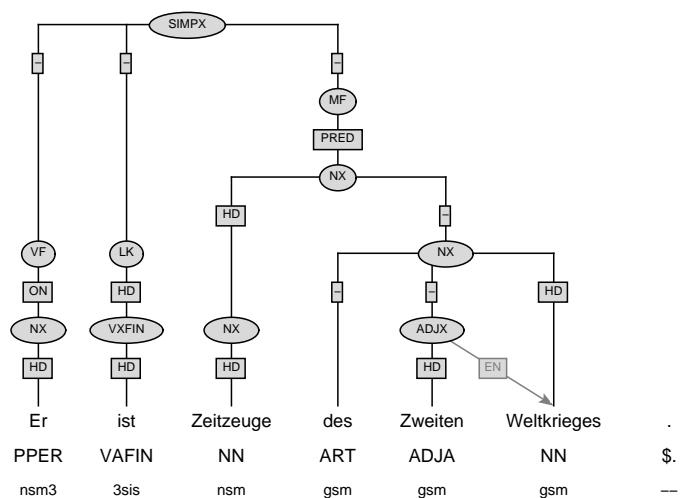 SIMPX
– – –
MF
PRED
NX
HD –
VF LK NX
ON HD – – HD
NX VXFIN NX ADJX
HD HD HD HD EN
Er ist Zeitzeuge des Zweiten Weltkrieges .
PPER VAFIN NN ART ADJA NN $.
nsm3 3sis nsm gsm gsm gsm ––